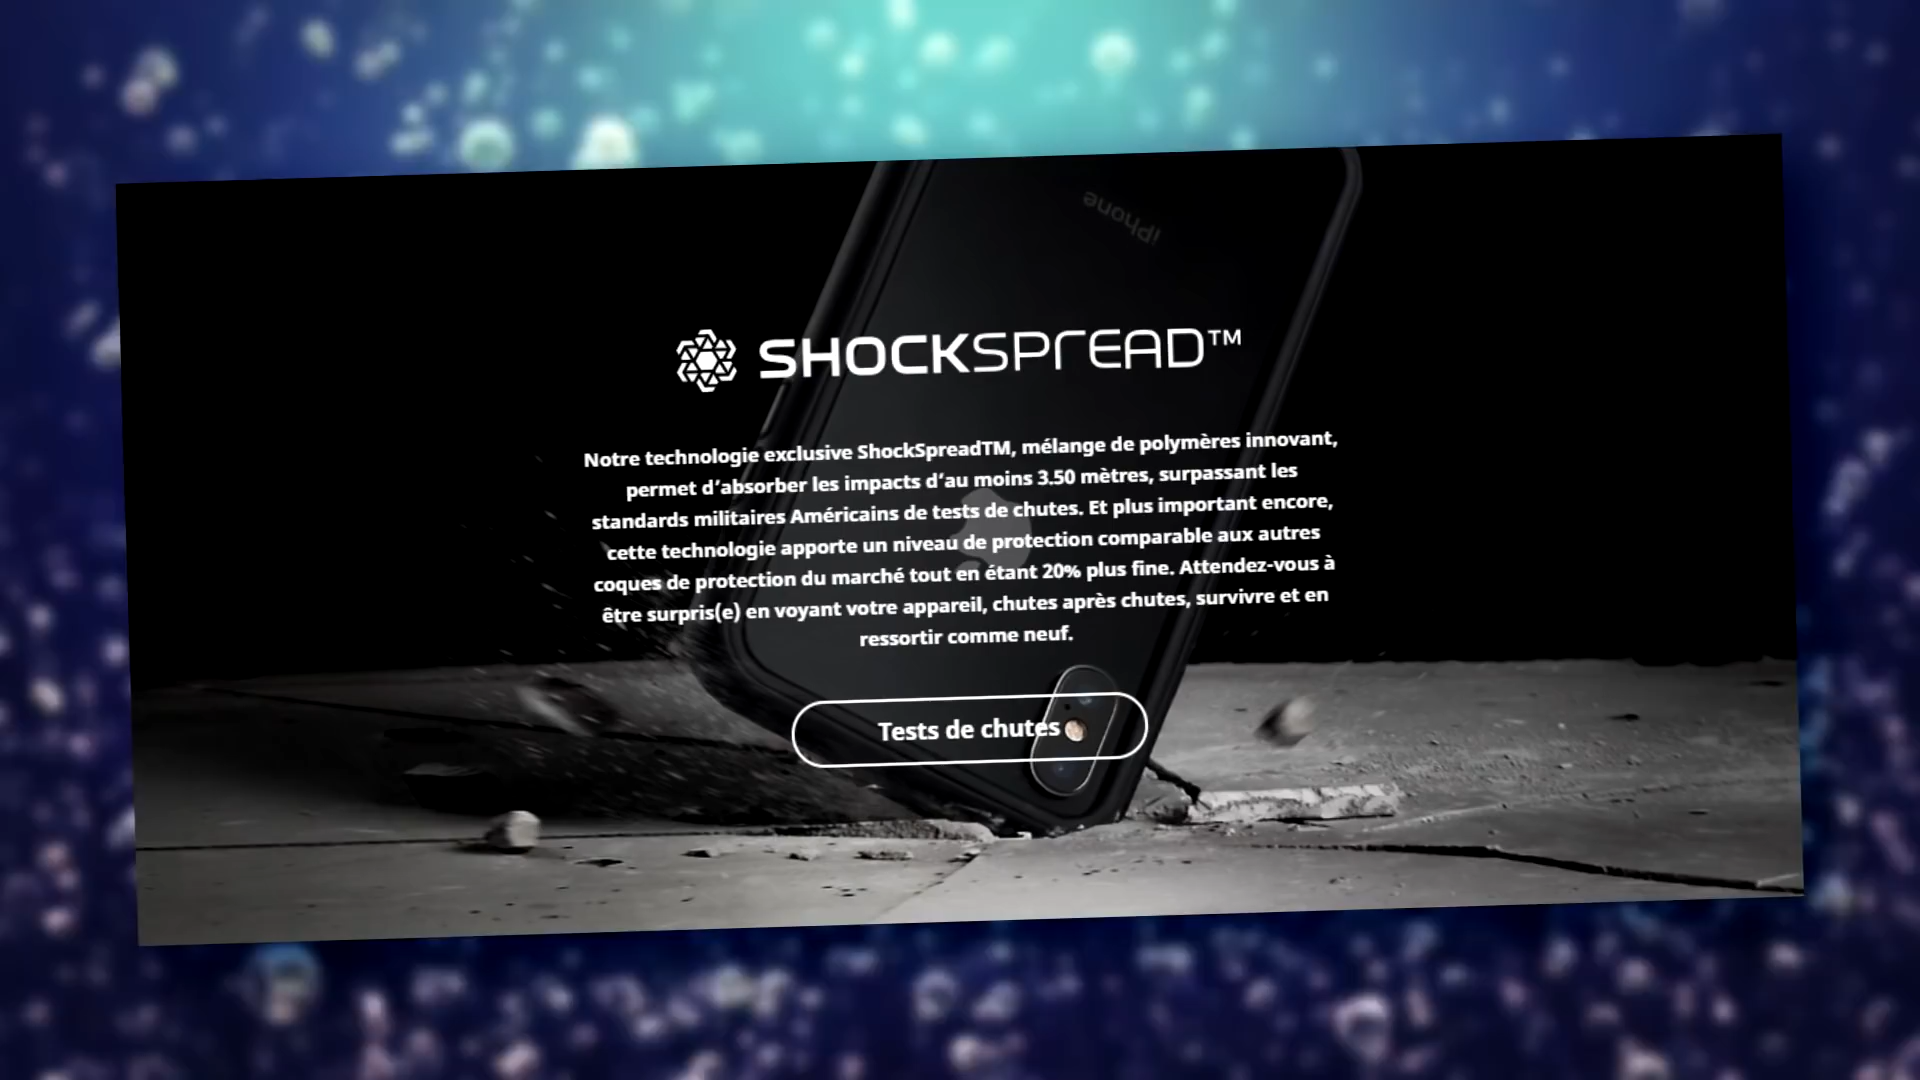 iPhone
SHOCKSPREAD™
Notre technologie exclusive ShockSpreadTM, mélange de polymères innovant,
permet d’absorber les impacts d’au moins 3.50 mètres, surpassant les
standards militaires Américains de tests de chutes. Et plus important encore,
cette technologie apporte un niveau de protection comparable aux autres
coques de protection du marché tout en étant 20% plus fine. Attendez-vous à
être surpris(e) en voyant votre appareil, chutes après chutes, survivre et en
ressortir comme neuf.
Tests de chutes